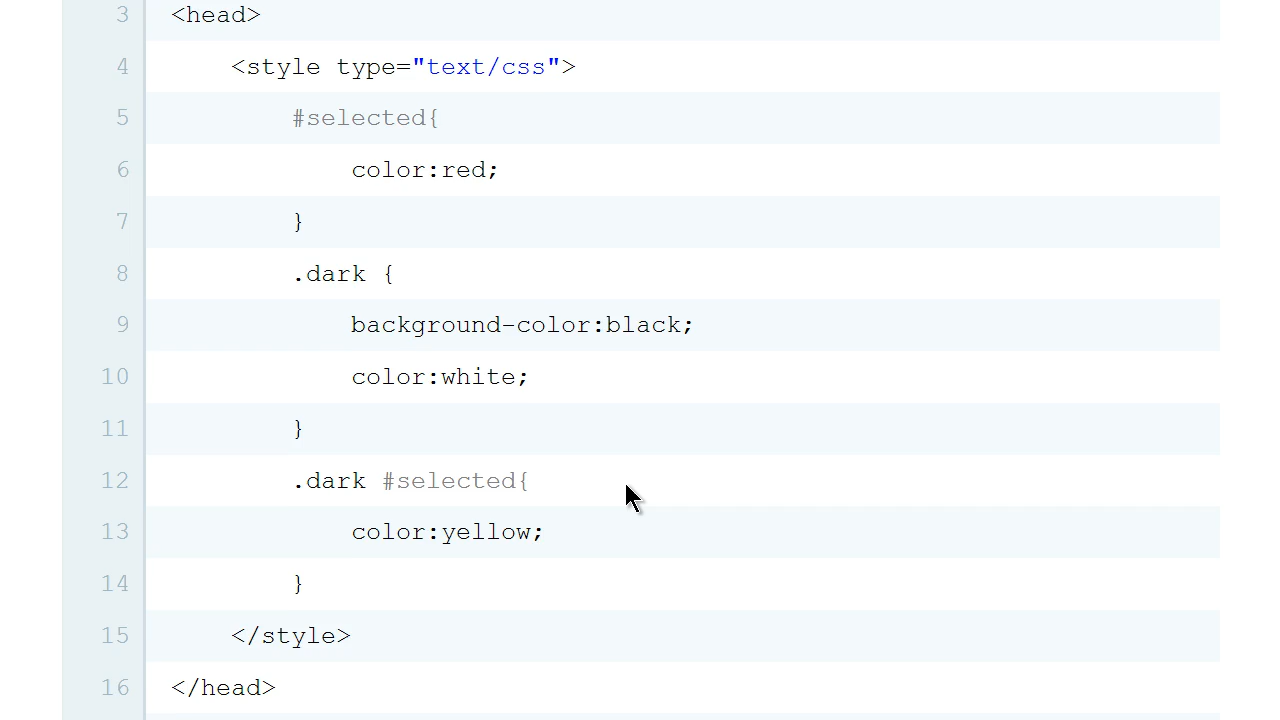 3 <head>
4 <style type="text/css">
5 #selected{
6 color:red;
7 }
8 .dark {
9 background-color:black;
10 color:white;
11 }
12 .dark #selected{
13 color:yellow;
14 }
15 </style>
16 </head>